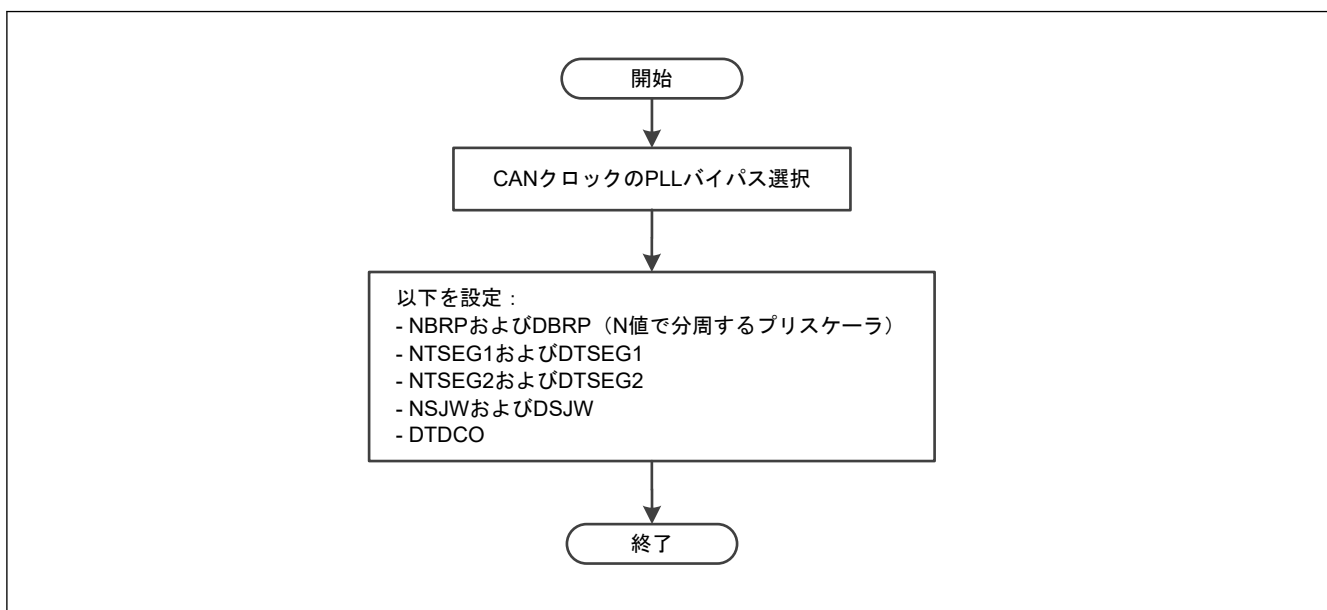 開始
CANクロックのPLLバイパス選択
以下を設定：
- NBRPおよびDBRP（N値で分周するプリスケーラ）
- NTSEG1およびDTSEG1
- NTSEG2およびDTSEG2
- NSJWおよびDSJW
- DTDCO
終了